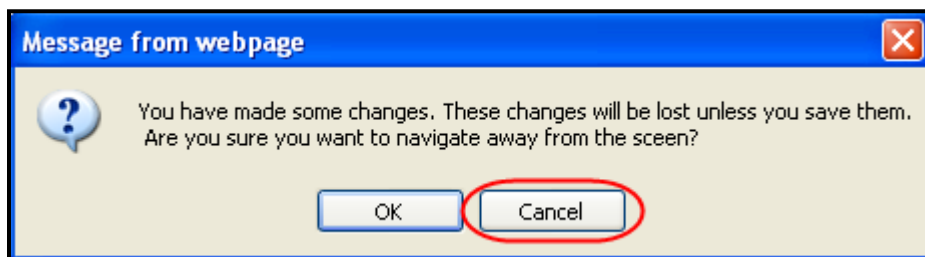 Message from webpage
You have made some changes. These changes will be lost unless you save them.
Are you sure you want to navigate away from the sceen?
OK Cancel